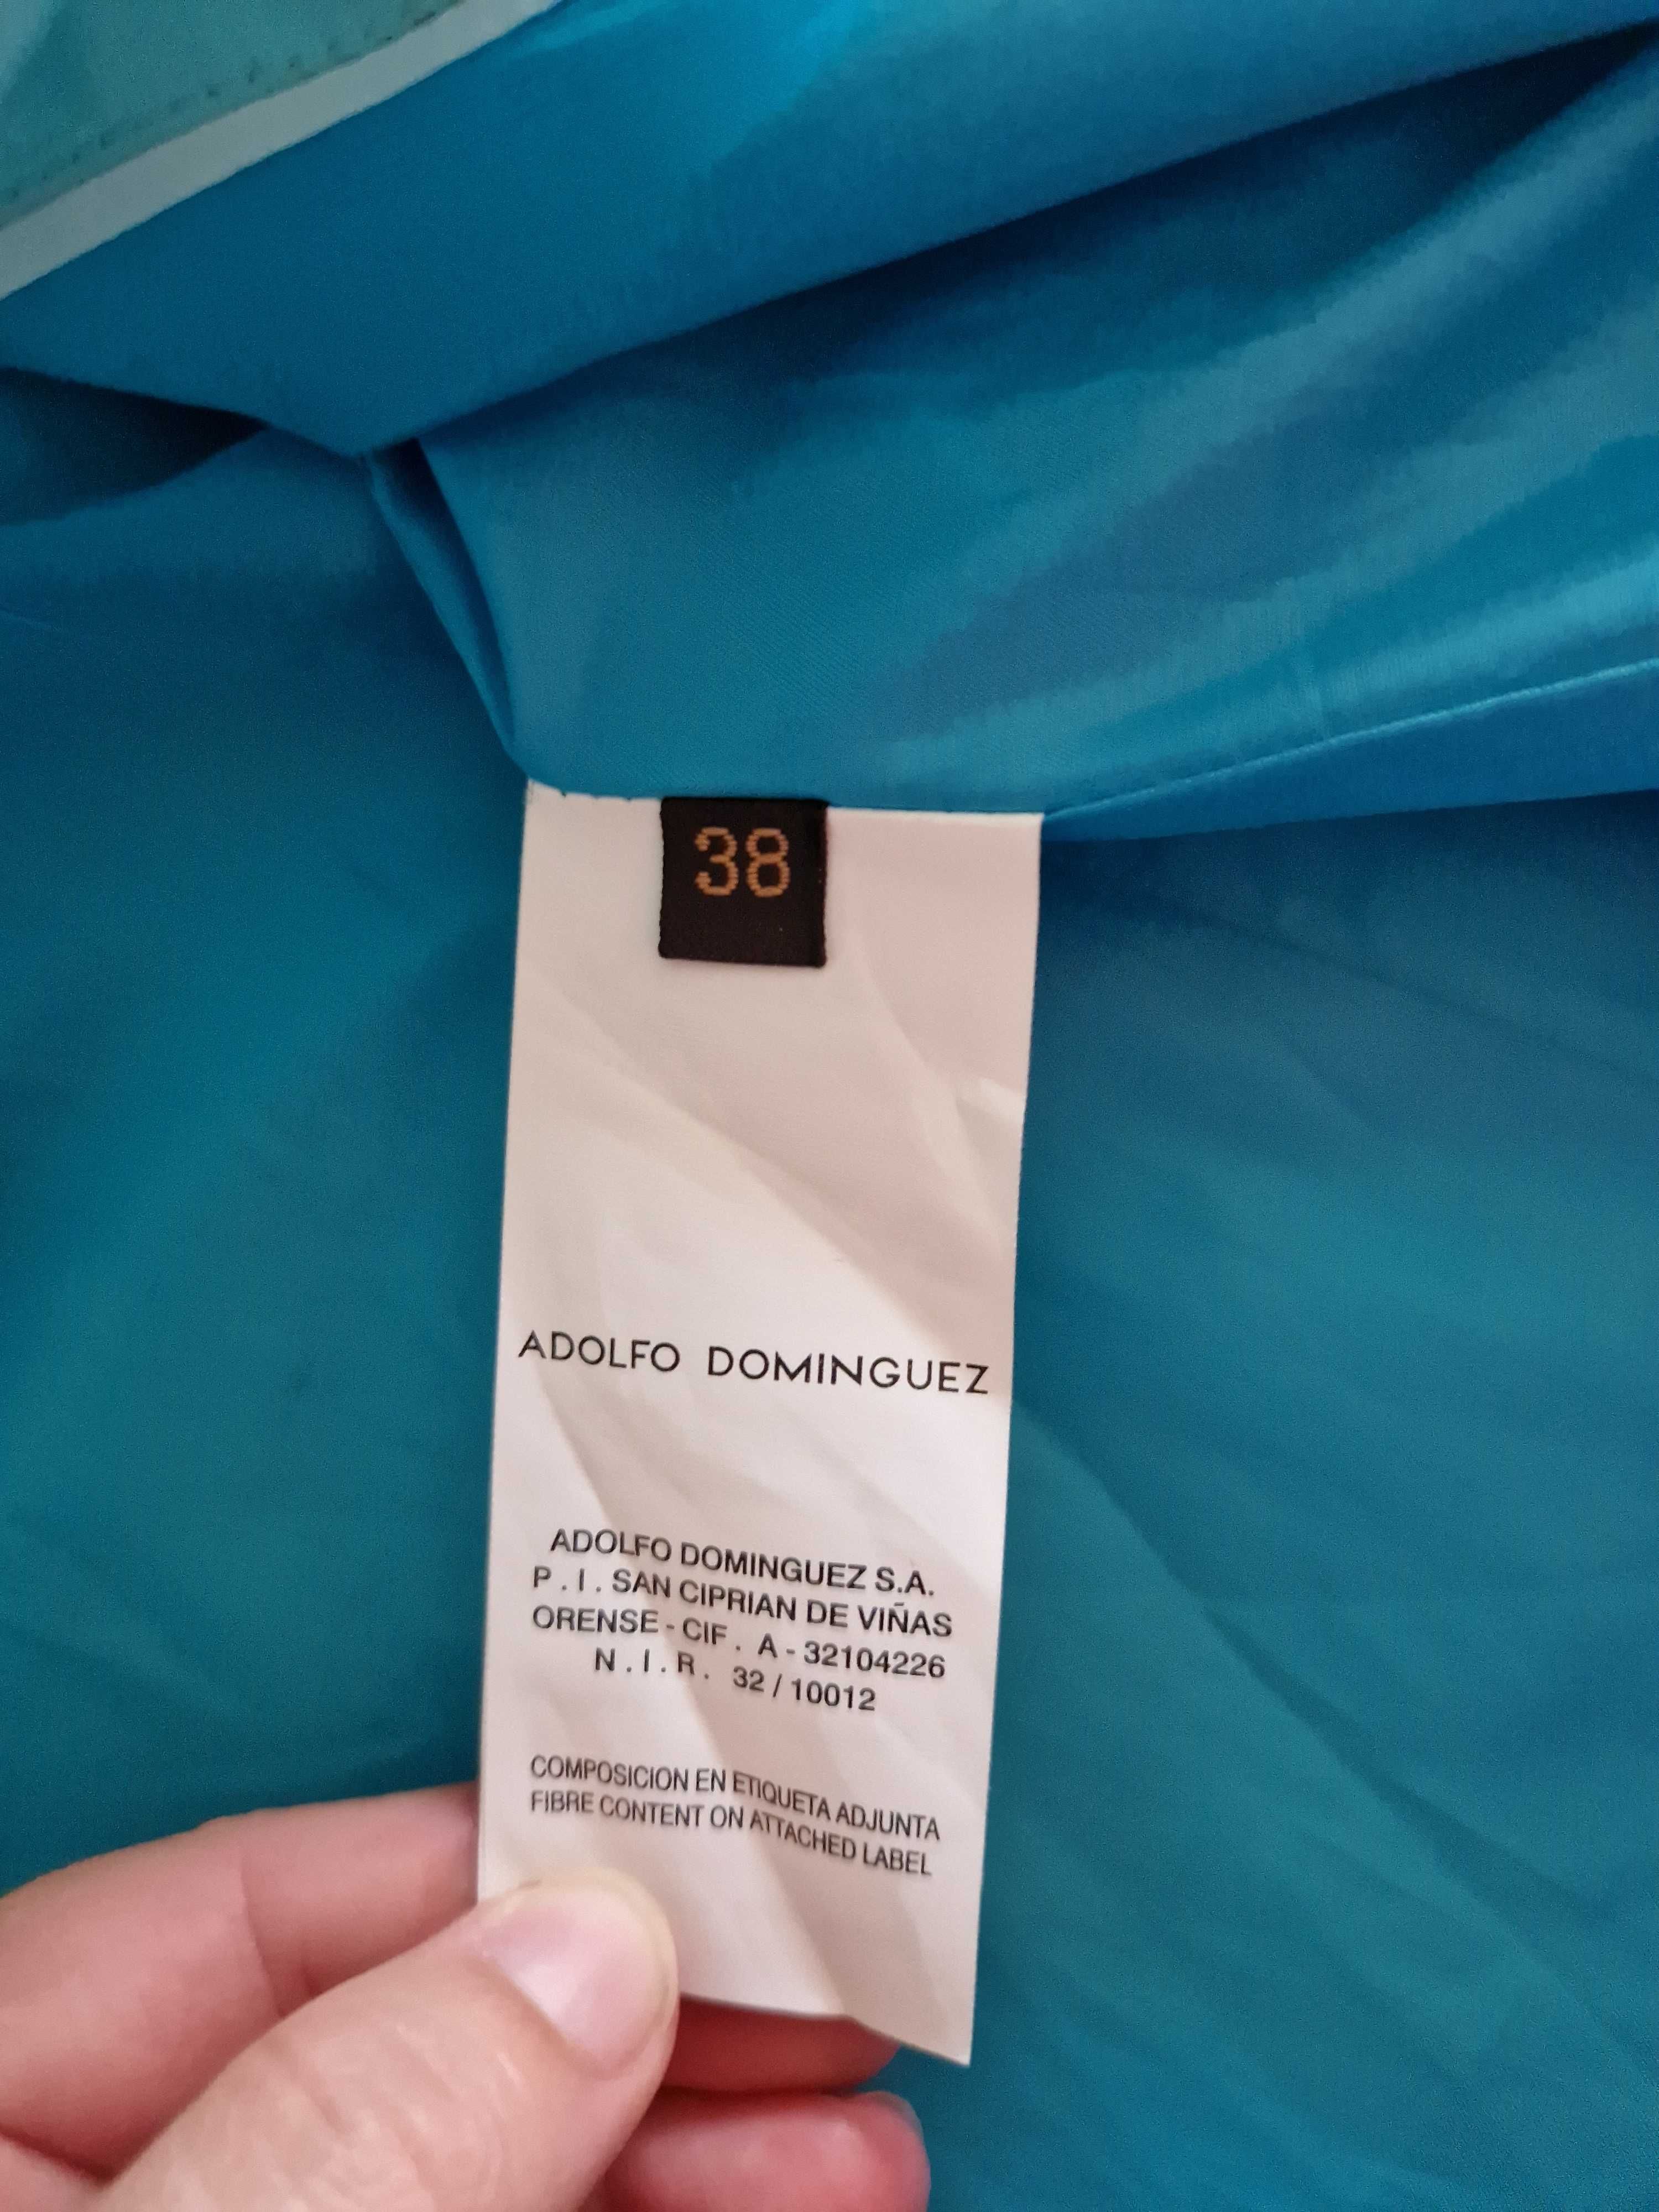 38
ADOLFO DOMINGUEZ
ADOLFO DOMINGUEZ S.A.
P . I . SAN CIPRIAN DE VIÑAS
ORENSE - CIF . A - 32104226
N . I . R . 32 / 10012
COMPOSICION EN ETIQUETA ADJUNTA
FIBRE CONTENT ON ATTACHED LABEL